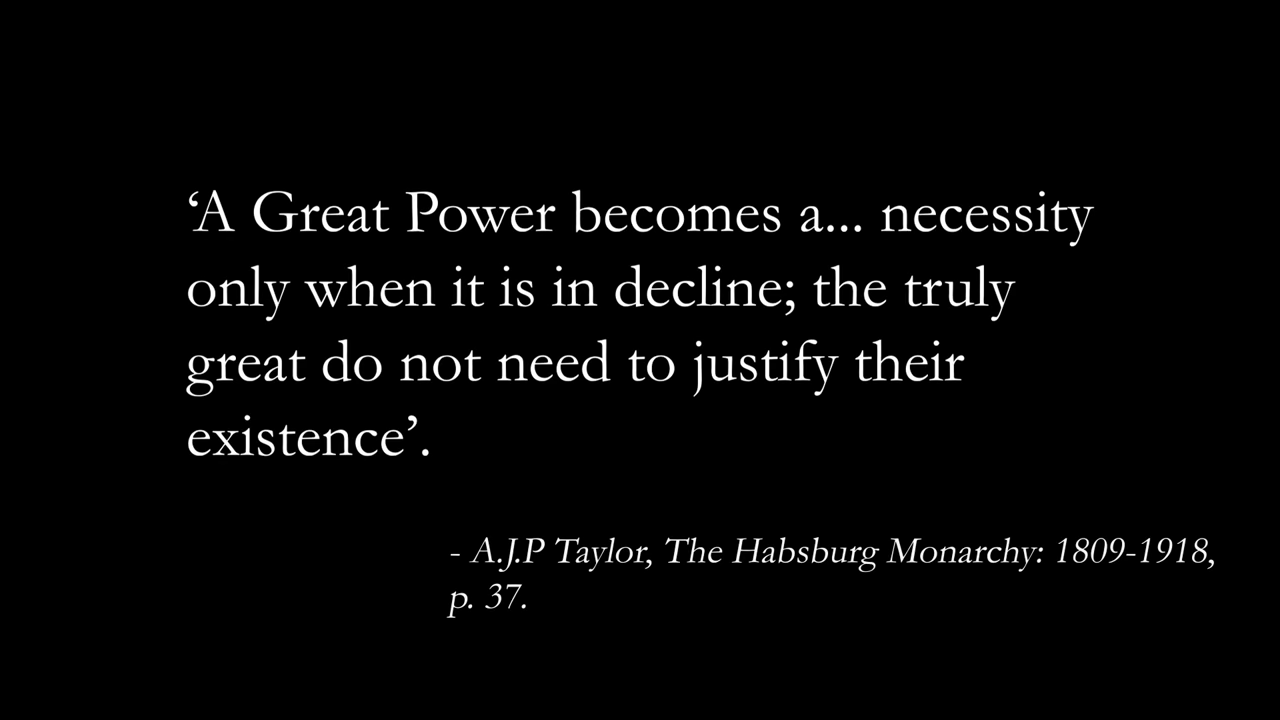 ‘A Great Power becomes a... necessity
only when it is in decline; the truly
great do not need to justify their
existence’.
- A.J.P Taylor, The Habsburg Monarchy: 1809-1918,
p. 37.